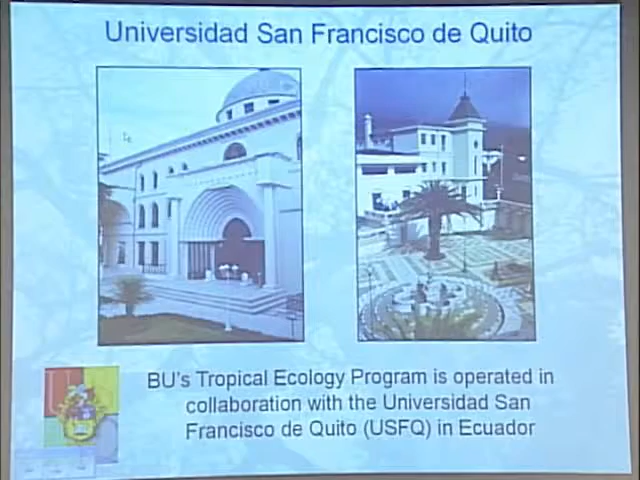 Universidad San Francisco de Quito
BU's Tropical Ecology Program is operated in
collaboration with the Universidad San
Francisco de Quito (USFQ) in Ecuador